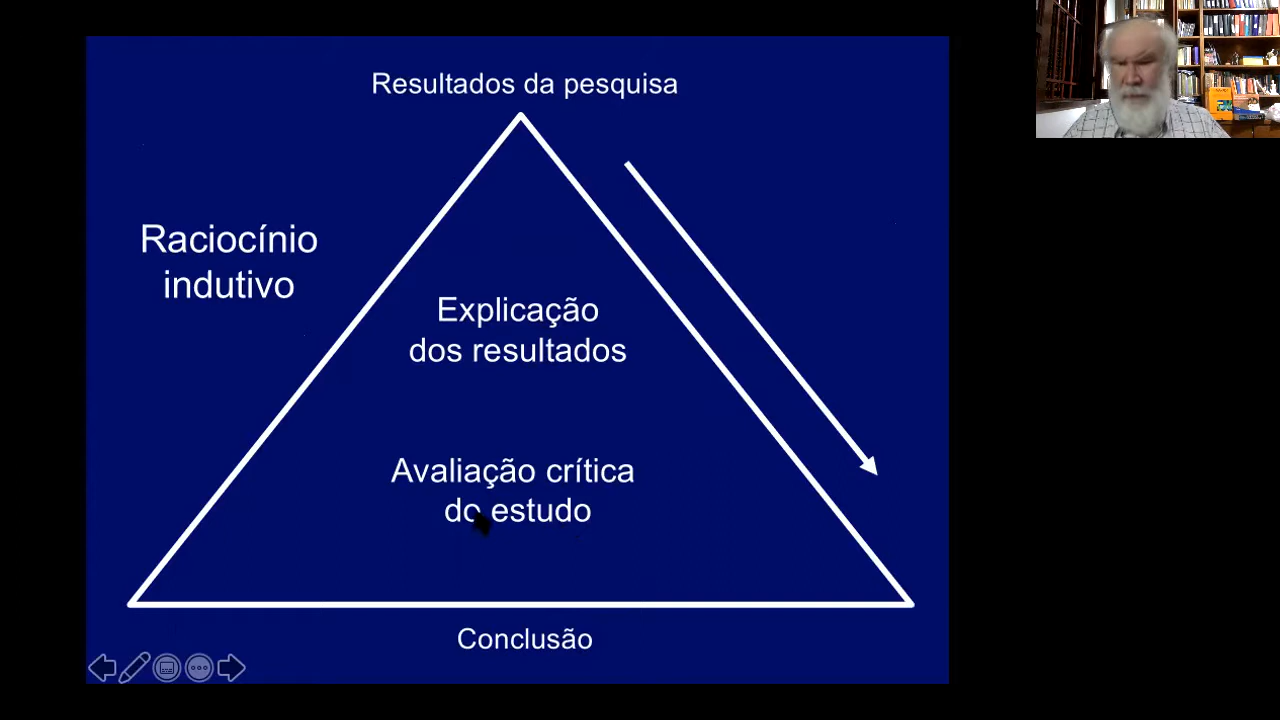 Resultados da pesquisa
Raciocínio
indutivo
Explicação
dos resultados
Avaliação crítica
do estudo
Conclusão